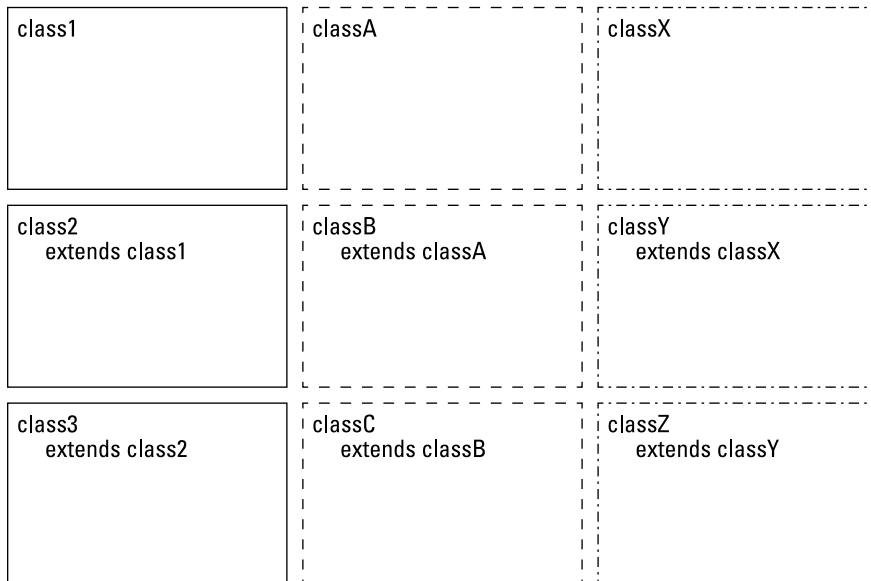 class1
classA
classX
class2
extends class1
classB
extends classA
classY
extends classX
class3
extends class2
classC
extends classB
classZ
extends classY